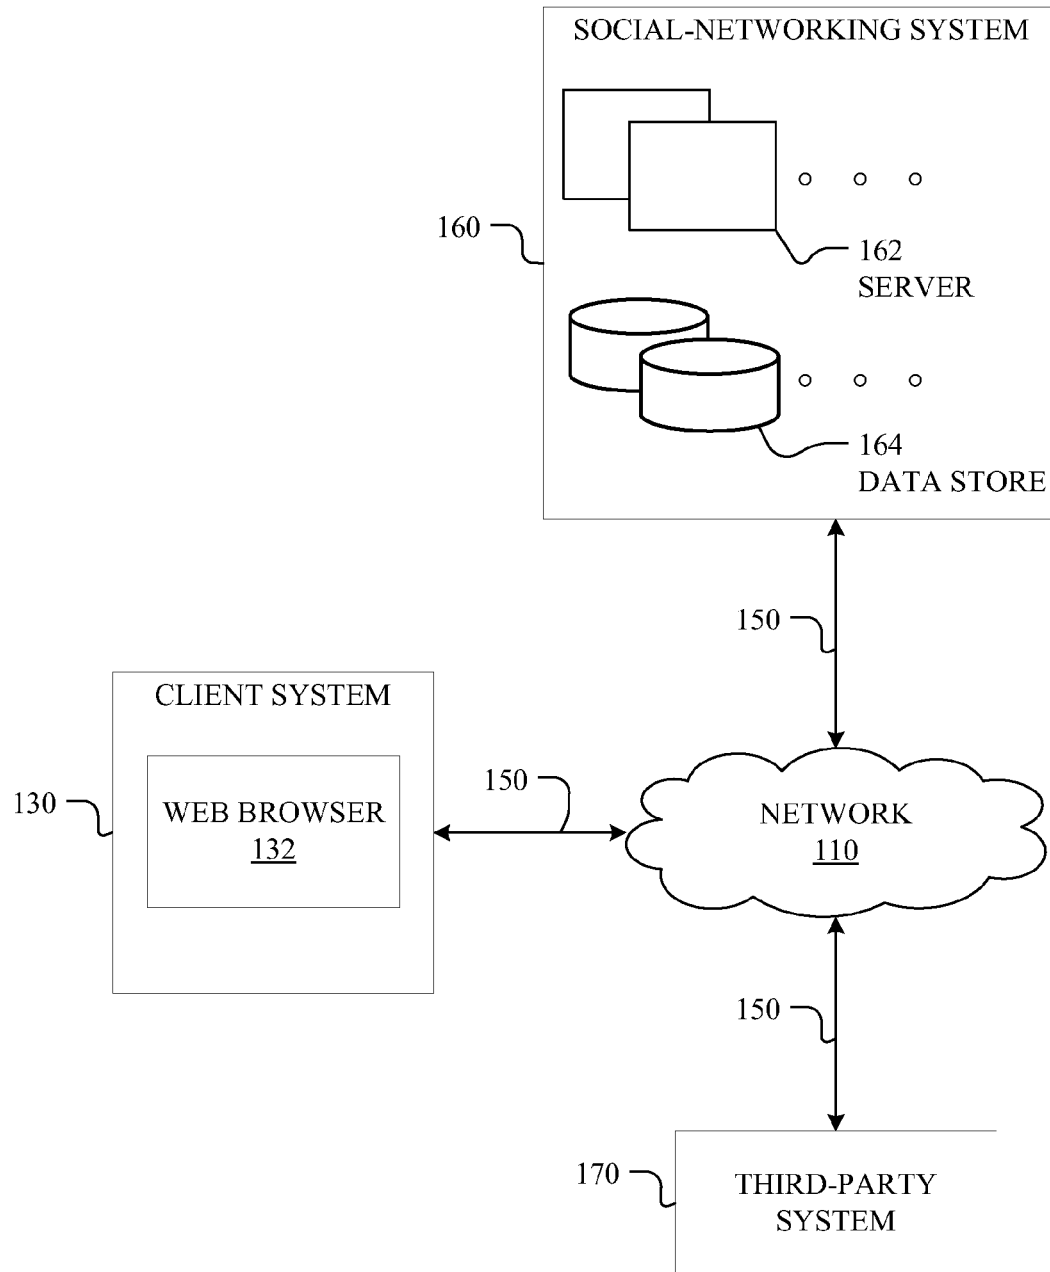 SOCIAL-NETWORKING SYSTEM
160
162
SERVER
164
DATA STORE
150
CLIENT SYSTEM
130
WEB BROWSER
132
150
NETWORK
110
150
170
THIRD-PARTY
SYSTEM